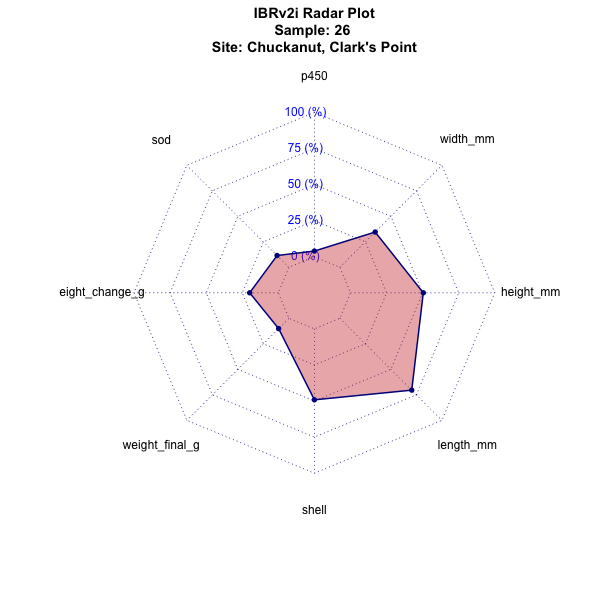 IBRv2i Radar Plot
Sample: 26
Site: Chuckanut, Clark's Point
p450
100 (%)
sod
width_mm
75 (%)
50 (%)
25 (%)
0 (%)
eight_change_g
height_mm
weight_final_g
length_mm
shell